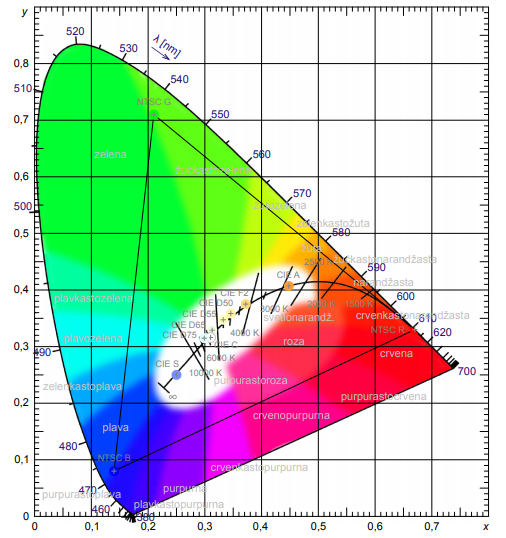 y
520
530
λ [nm]
540
0,8
510
NTSC G
550
0,7
zelena
560
žućkastozelena
0,6
570
žutozelena
500
zelenkastožuta
0,5
580
žuta
žućkastonarandžasta
590
CIE A
narandžasta
plavkastozelena
CIE F2
600
0,4
CIE D50
3000 K
2000 K
1500 K
CIE D55
svetlonarandž.
crvenkastonarandžasta
610
CIE D65
4000 K
NTSC R
620
plavozelena
CIE D75
CIE C
roza
490
0,3
6000 K
crvena
CIE S
10000 K
700
zelenkastoplava
purpurastoroza
∞
purpurastocrvena
0,2
plava
crvenopurpurna
480
NTSC B
0,1
crvenkastopurpurna
470
purpurastoplava
purpurna
460
plavkastopurpurna
0
380
0
0,1
0,2
0,3
0,4
0,5
0,6
0,7
x